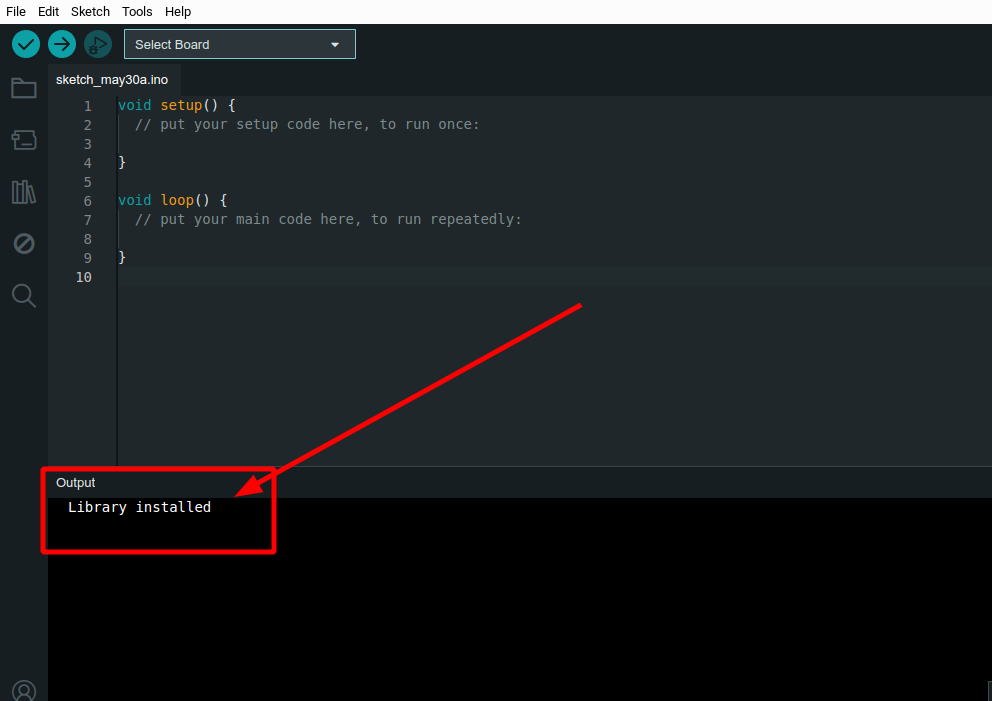 File Edit Sketch Tools Help
Select Board
sketch_may30a.ino
1 void setup() {
2 // put your setup code here, to run once:
3
4 }
5
6 void loop() {
7 // put your main code here, to run repeatedly:
8
9 }
10
Output
Library installed